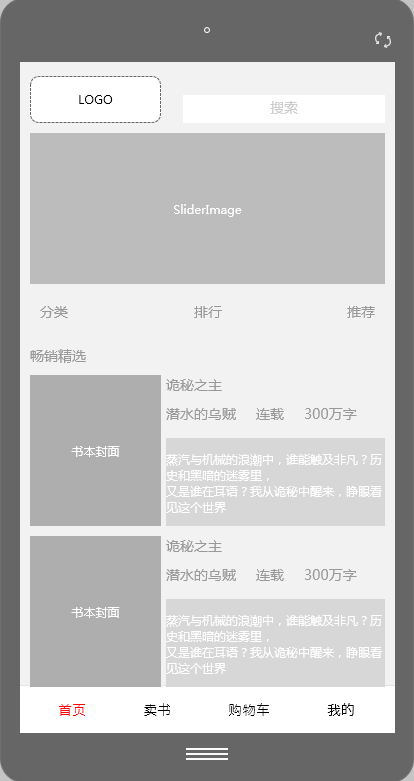 LOGO
搜索
SliderImage
分类 排行 推荐
畅销精选
书本封面
诡秘之主
潜水的乌贼 连载 300万字
蒸汽与机械的浪潮中，谁能触及非凡？历
史和黑暗的迷雾里，
又是谁在耳语？我从诡秘中醒来，睁眼看
见这个世界
书本封面
诡秘之主
潜水的乌贼 连载 300万字
蒸汽与机械的浪潮中，谁能触及非凡？历
史和黑暗的迷雾里，
又是谁在耳语？我从诡秘中醒来，睁眼看
见这个世界
首页 卖书 购物车 我的